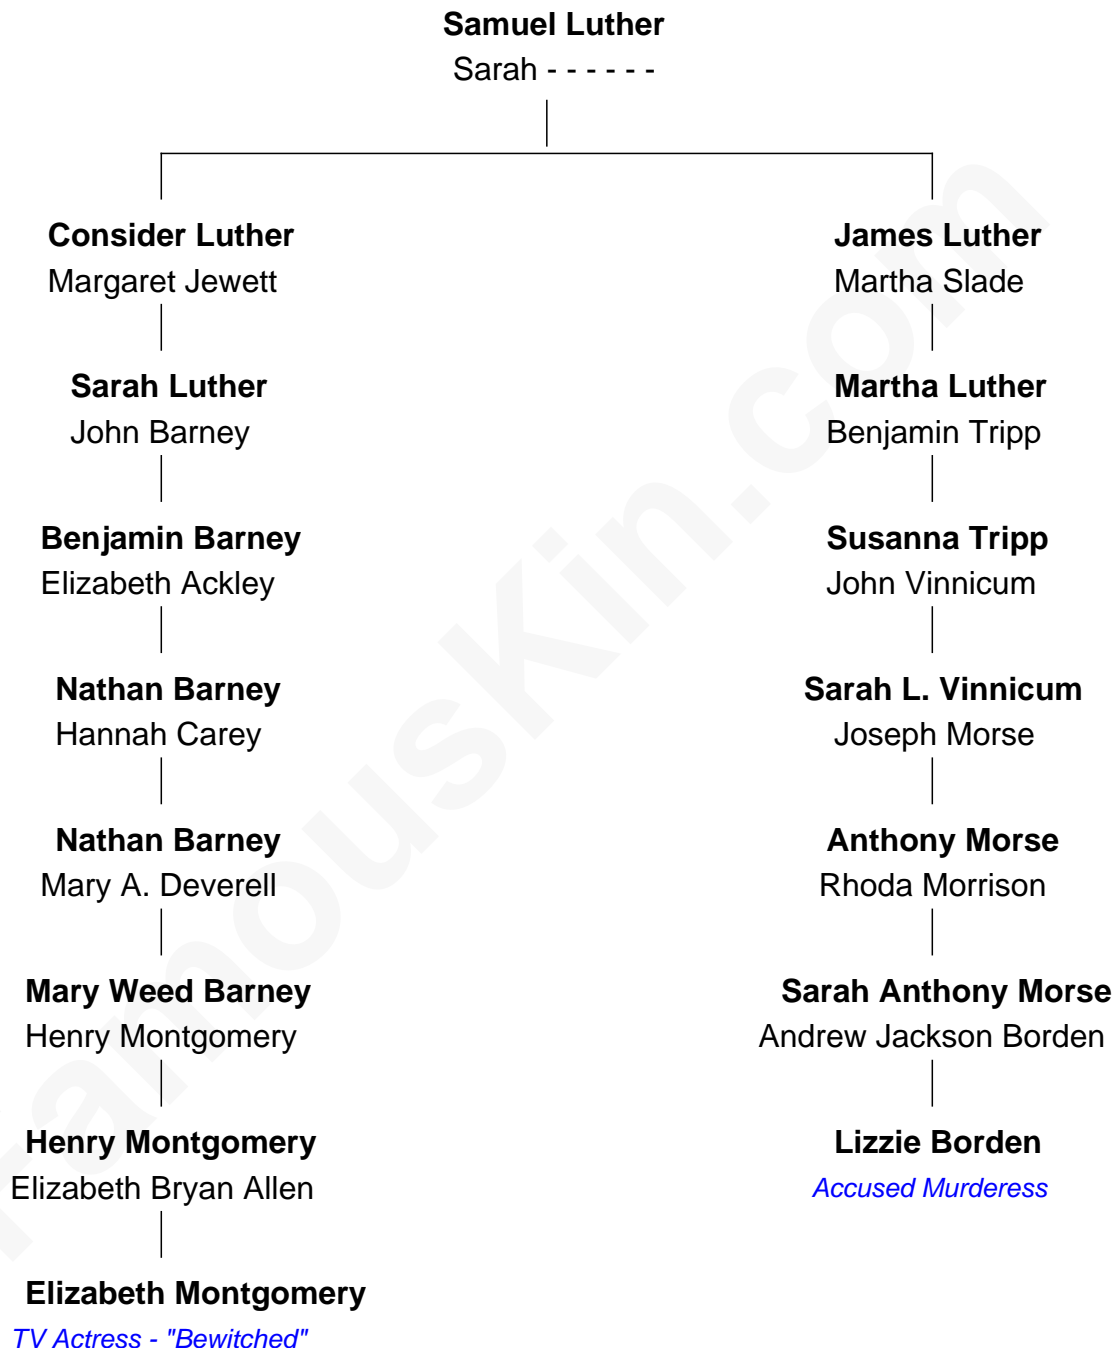 Samuel Luther
Sarah - - - - - -
Consider Luther
Margaret Jewett
Sarah Luther
John Barney
Benjamin Barney
Elizabeth Ackley
Nathan Barney
Hannah Carey
Nathan Barney
Mary A. Deverell
Mary Weed Barney
Henry Montgomery
Henry Montgomery
Elizabeth Bryan Allen
Elizabeth Montgomery
TV Actress - "Bewitched"
James Luther
Martha Slade
Martha Luther
Benjamin Tripp
Susanna Tripp
John Vinnicum
Sarah L. Vinnicum
Joseph Morse
Anthony Morse
Rhoda Morrison
Sarah Anthony Morse
Andrew Jackson Borden
Lizzie Borden
Accused Murderess
FamousKin.com